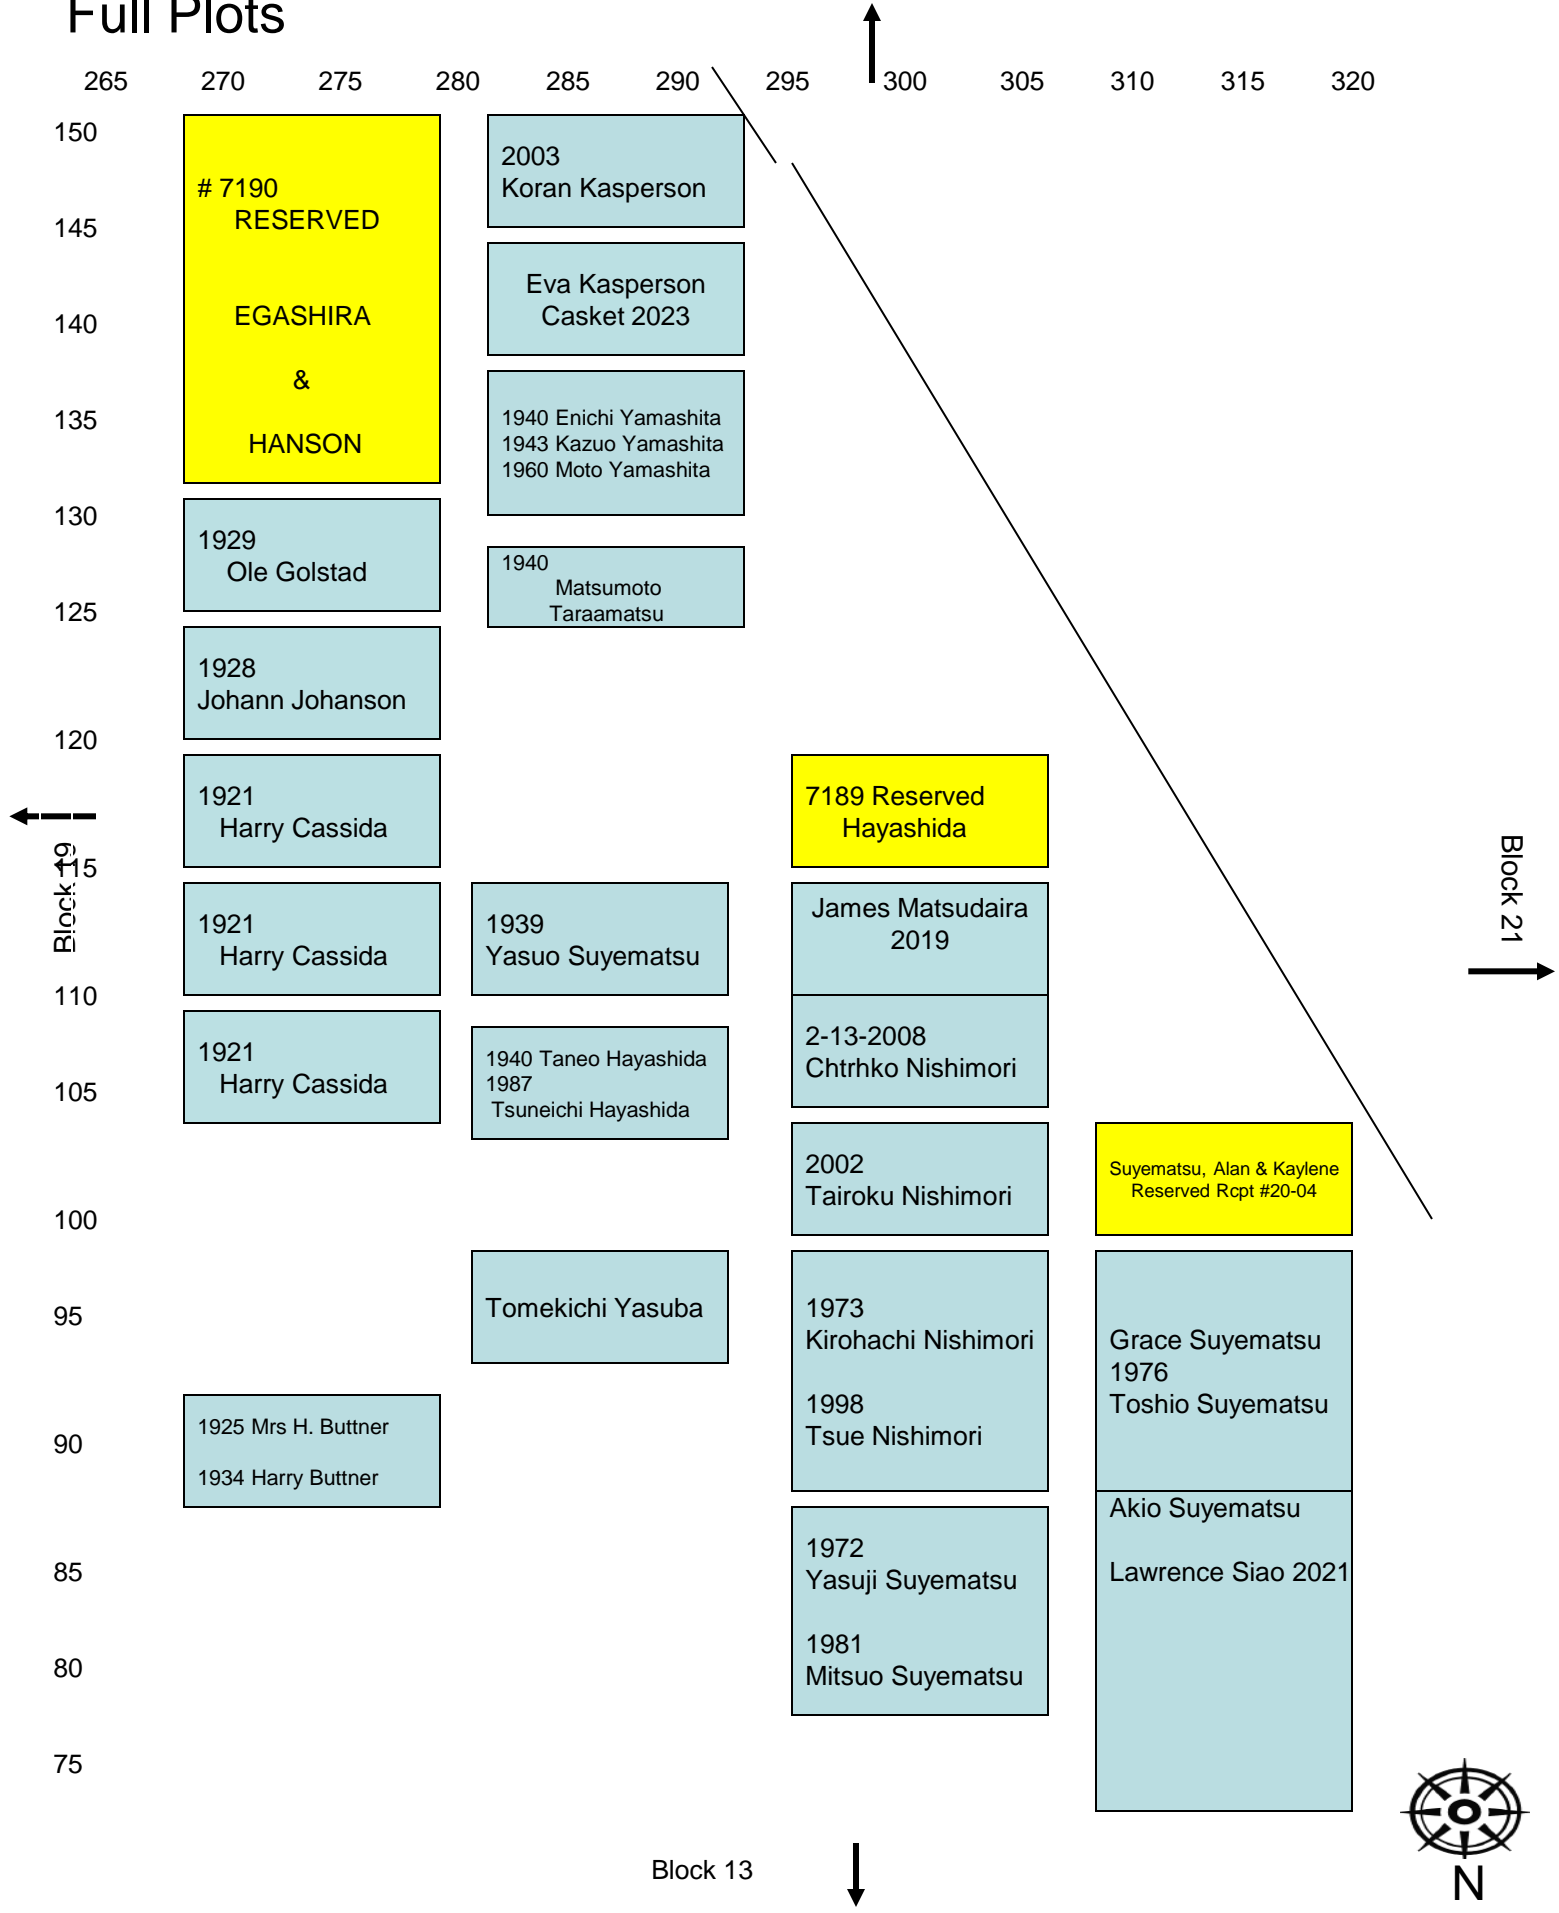 Full Plots
265 270 275 280 285 290 295 300 305 310 315 320
150
145
140
135
130
125
120
115
110
105
100
95
90
85
80
75
# 7190
RESERVED
EGASHIRA
&
HANSON
1929
Ole Golstad
1928
Johann Johanson
1921
Harry Cassida
1921
Harry Cassida
1921
Harry Cassida
1925 Mrs H. Buttner
1934 Harry Buttner
2003
Koran Kasperson
Eva Kasperson
Casket 2023
1940 Enichi Yamashita
1943 Kazuo Yamashita
1960 Moto Yamashita
1940
Matsumoto
Taraamatsu
1939
Yasuo Suyematsu
1940 Taneo Hayashida
1987
Tsuneichi Hayashida
Tomekichi Yasuba
7189 Reserved
Hayashida
James Matsudaira
2019
2-13-2008
Chtrhko Nishimori
2002
Tairoku Nishimori
1973
Kirohachi Nishimori
1998
Tsue Nishimori
1972
Yasuji Suyematsu
1981
Mitsuo Suyematsu
Suyematsu, Alan & Kaylene
Reserved Rcpt #20-04
Grace Suyematsu
1976
Toshio Suyematsu
Akio Suyematsu
Lawrence Siao 2021
Block 19
Block 21
Block 13
N